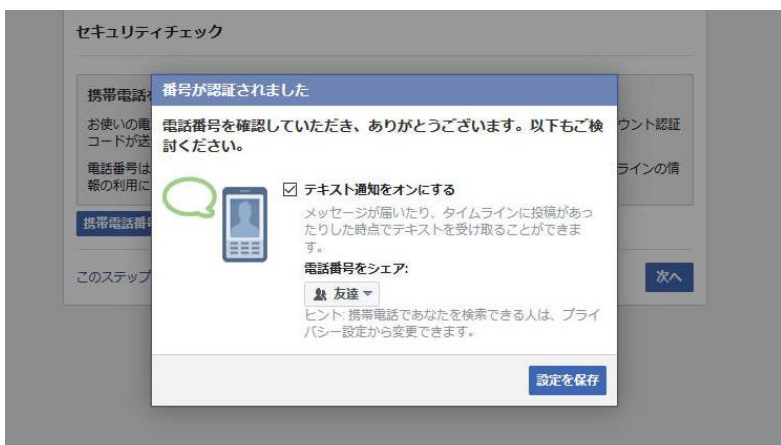 セキュリティチェック
番号が認証されました
携帯電話
電話番号を確認していただき、ありがとうございます。以下もご検
討ください。
お使いの電
ウント認証
コードが送
電話番号は
ラインの情
報の利用に
テキスト通知をオンにする
メッセージが届いたり、タイムラインに投稿があっ
たりした時点でテキストを受け取ることができま
す。
携帯電話番号
電話番号をシェア:
このステップ
友達
次へ
ヒント: 携帯電話であなたを検索できる人は、プライ
バシー設定から変更できます。
設定を保存